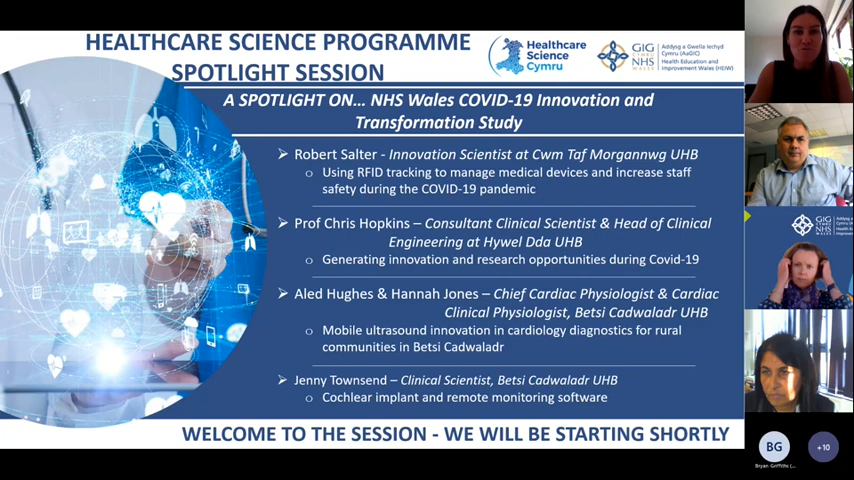 HEALTHCARE SCIENCE PROGRAMME
SPOTLIGHT SESSION
Healthcare
Science
Cymru
GIG
CYMRU
NHS
WALES
Addysg a Gwella Iechyd
Cymru (AaGIC)
Health Education and
Improvement Wales (HEIW)
A SPOTLIGHT ON... NHS Wales COVID-19 Innovation and
Transformation Study
➢ Robert Salter - Innovation Scientist at Cwm Taf Morgannwg UHB
o Using RFID tracking to manage medical devices and increase staff
safety during the COVID-19 pandemic
➢ Prof Chris Hopkins – Consultant Clinical Scientist & Head of Clinical
Engineering at Hywel Dda UHB
o Generating innovation and research opportunities during Covid-19
➢ Aled Hughes & Hannah Jones – Chief Cardiac Physiologist & Cardiac
Clinical Physiologist, Betsi Cadwaladr UHB
o Mobile ultrasound innovation in cardiology diagnostics for rural
communities in Betsi Cadwaladr
➢ Jenny Townsend – Clinical Scientist, Betsi Cadwaladr UHB
o Cochlear implant and remote monitoring software
WELCOME TO THE SESSION - WE WILL BE STARTING SHORTLY
GIG
CYMRU
NHS
WALES
BG
+10
Bryan Griffiths (...